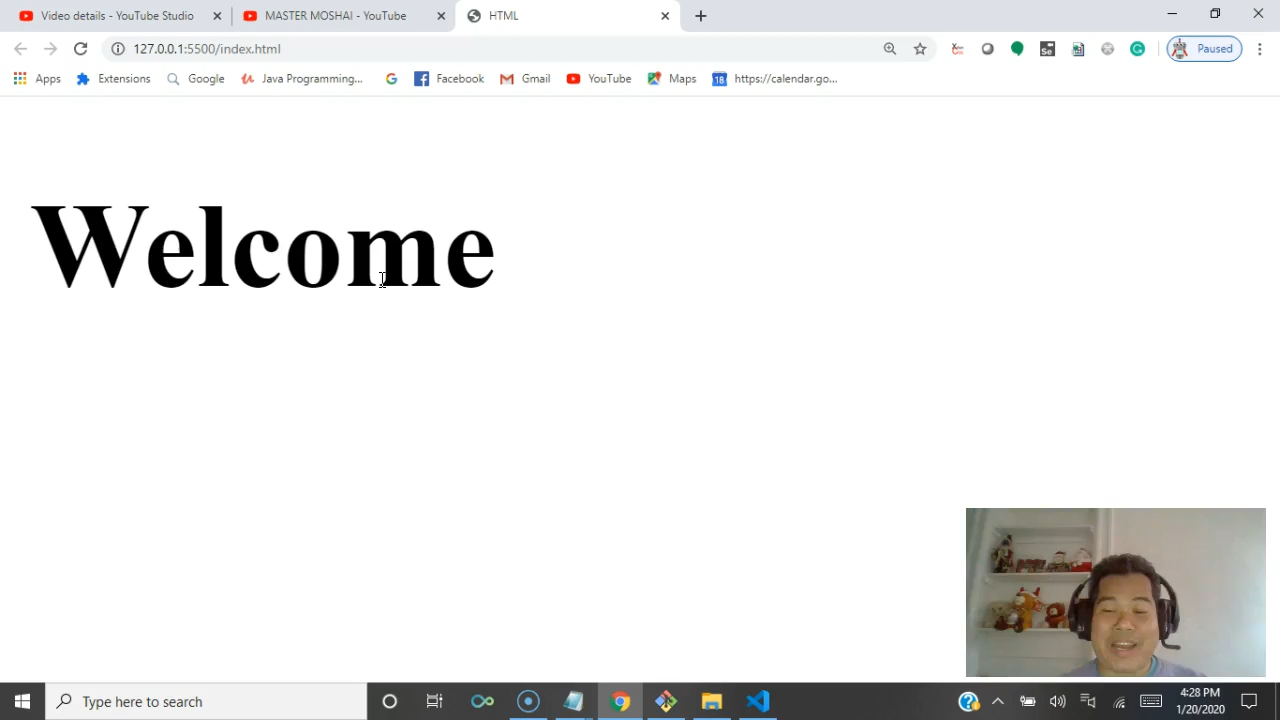 Video details - YouTube Studio
MASTER MOSHAI - YouTube
HTML
127.0.0.1:5500/index.html
Paused
Apps
Extensions
Google
Java Programming...
Facebook
Gmail
YouTube
Maps
18
https://calendar.go...
Welcome
Type here to search
4:28 PM
1/20/2020